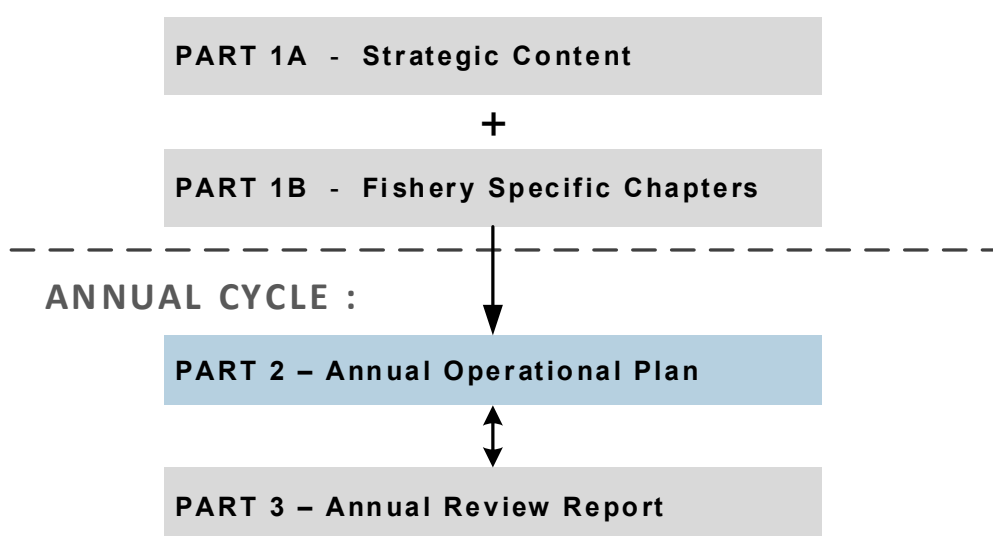 PART 1A - Strategic Content
+
PART 1B - Fishery Specific Chapters
ANNUAL CYCLE :
PART 2 – Annual Operational Plan
PART 3 – Annual Review Report